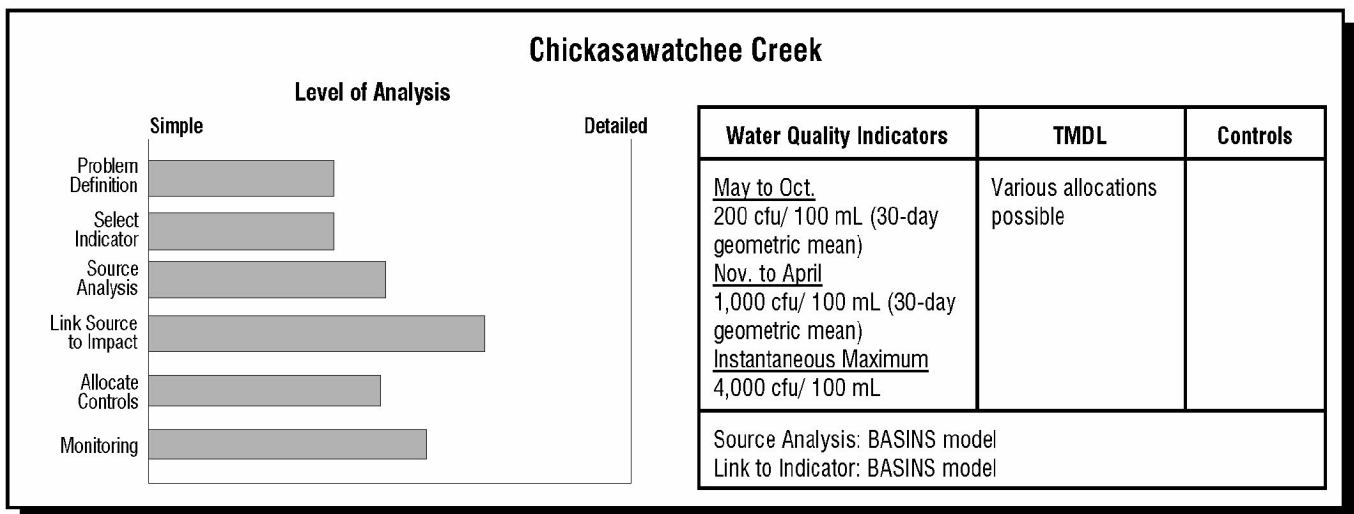 Chickasawatchee Creek
Level of Analysis
Simple
Detailed
Problem
Definition
Select
Indicator
Source
Analysis
Link Source
to Impact
Allocate
Controls
Monitoring
Water Quality Indicators
TMDL
Controls
May to Oct.
200 cfu/ 100 mL (30-day
geometric mean)
Nov. to April
1,000 cfu/ 100 mL (30-day
geometric mean)
Instantaneous Maximum
4,000 cfu/ 100 mL
Various allocations
possible
Source Analysis: BASINS model
Link to Indicator: BASINS model